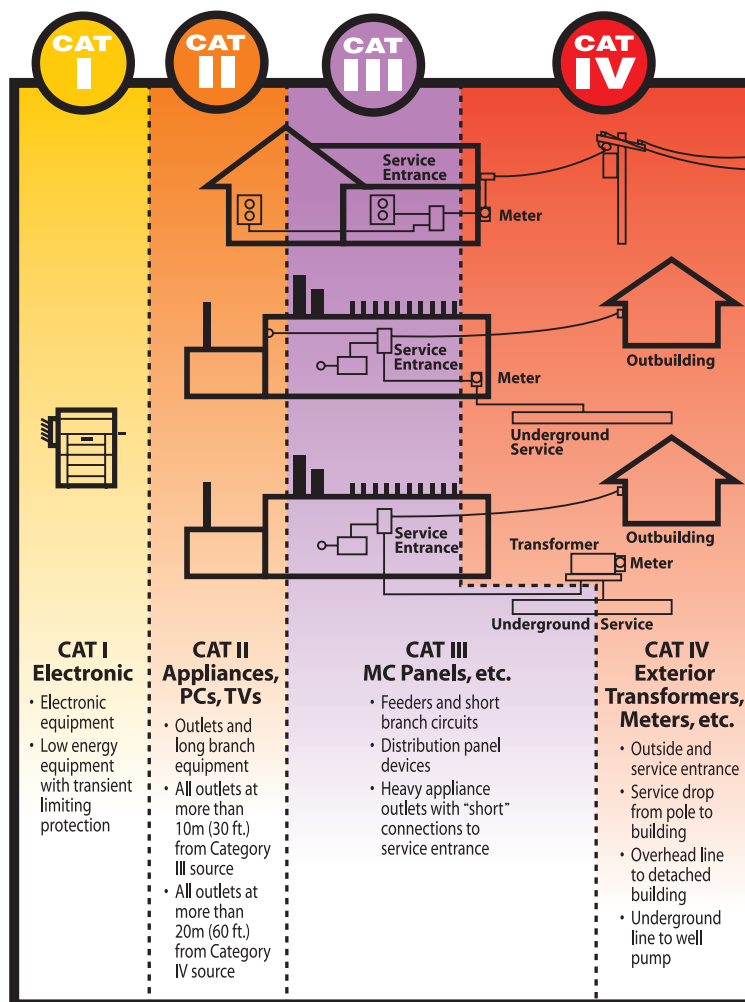 CAT
I
CAT
II
CAT
III
CAT
IV
Service
Entrance
Meter
Service
Entrance
Meter
Outbuilding
Underground
Service
Service
Entrance
Outbuilding
Transformer
Meter
Underground Service
CAT I
Electronic
· Electronic
equipment
· Low energy
equipment
with transient
limiting
protection
CAT II
Appliances,
PCs, TVs
· Outlets and
long branch
equipment
· All outlets at
more than
10m (30 ft.)
from Category
III source
· All outlets at
more than
20m (60 ft.)
from Category
IV source
CAT III
MC Panels, etc.
· Feeders and short
branch circuits
· Distribution panel
devices
· Heavy appliance
outlets with “short”
connections to
service entrance
CAT IV
Exterior
Transformers,
Meters, etc.
· Outside and
service entrance
· Service drop
from pole to
building
· Overhead line
to detached
building
· Underground
line to well
pump